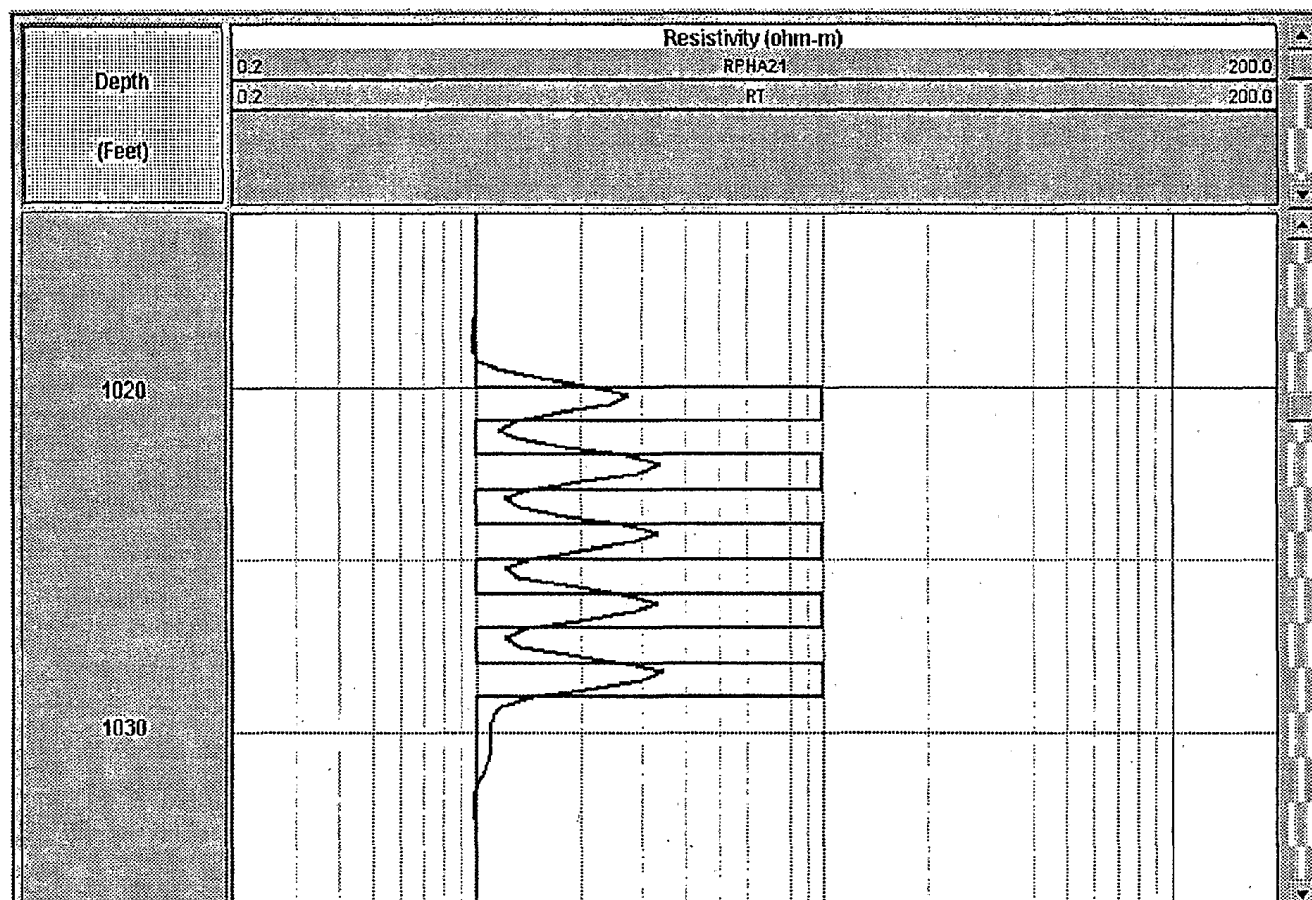 Depth
(Feet)
Resistivity (ohm-m)
0.2 RPHA21 200.0
0.2 RT 200.0
1020
1030